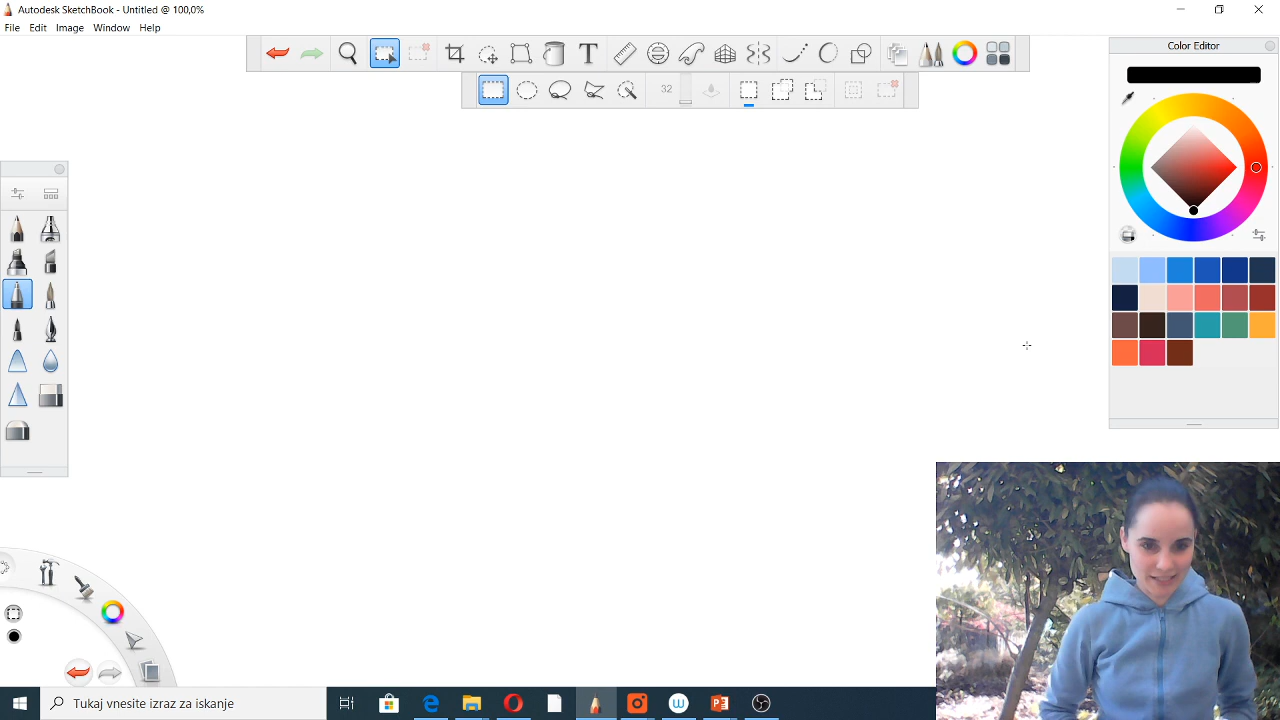 Autodesk SketchBook - Untitled @ 100,0%
File Edit Image Window Help
T
Color Editor
32
Tukaj vnesite izraz za iskanje